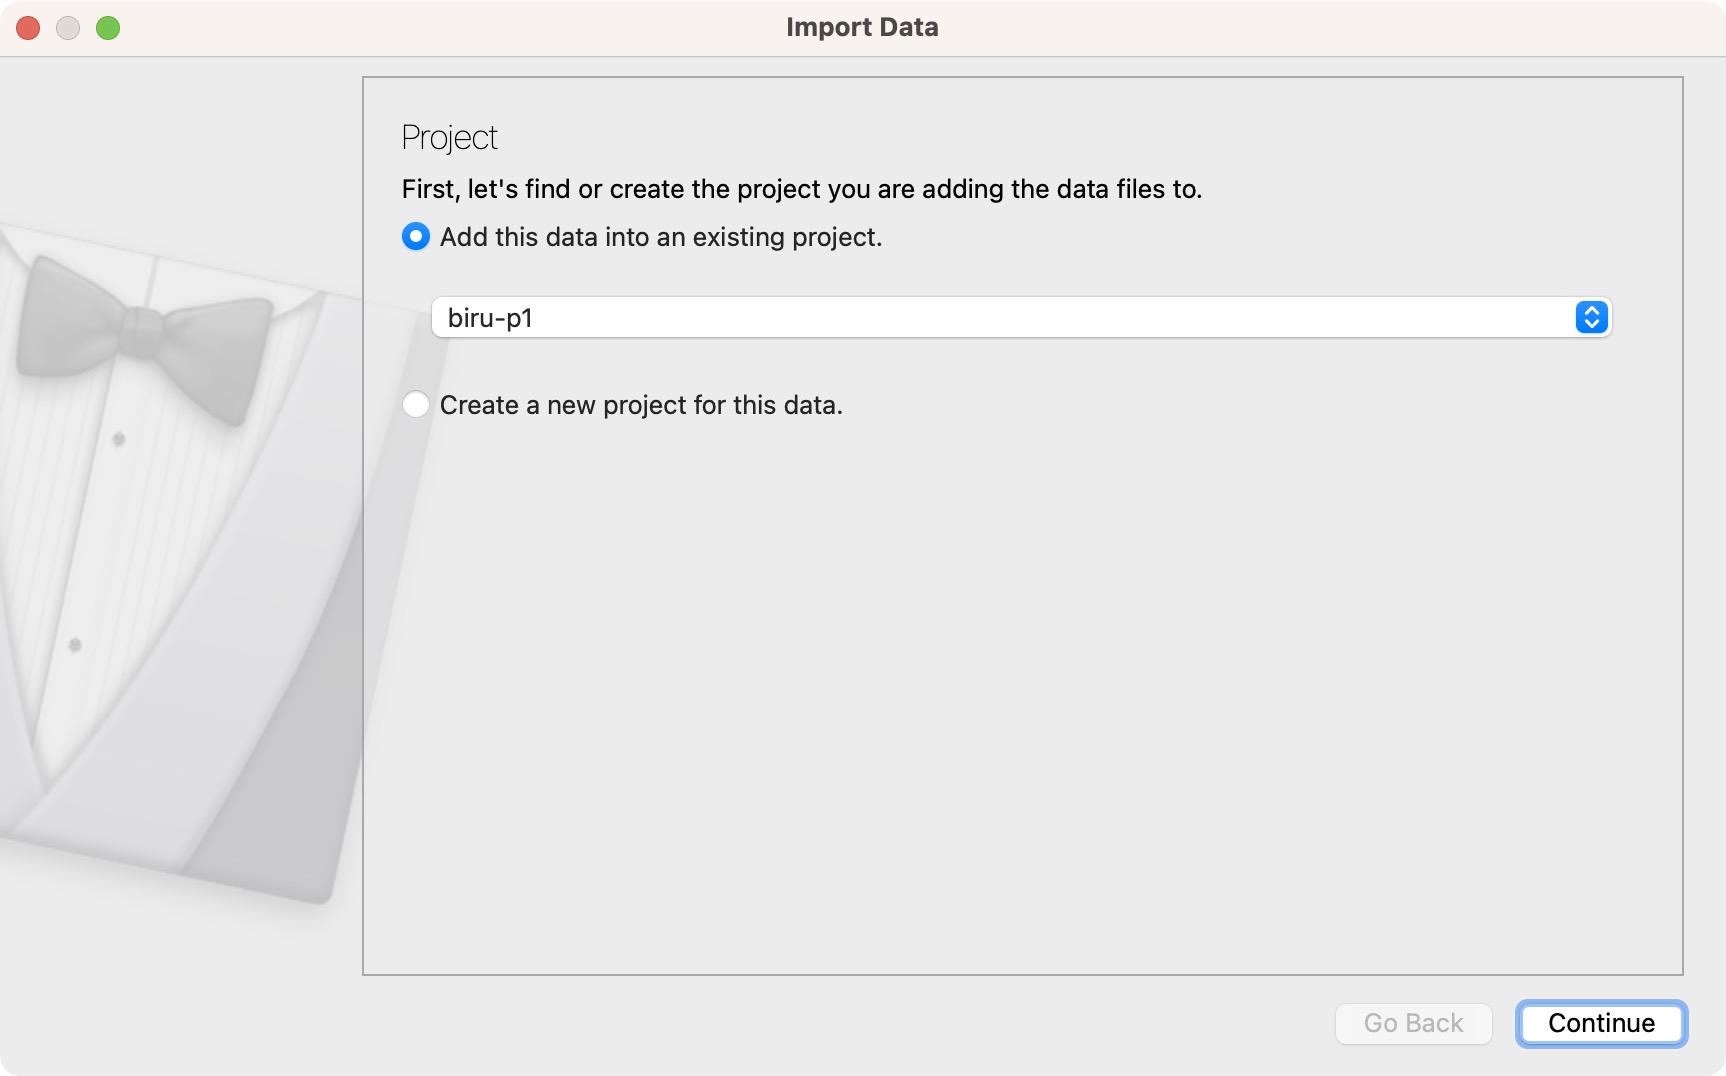 Import Data
Project
First, let's find or create the project you are adding the data files to.
Add this data into an existing project.
biru-p1
Create a new project for this data.
Go Back
Continue